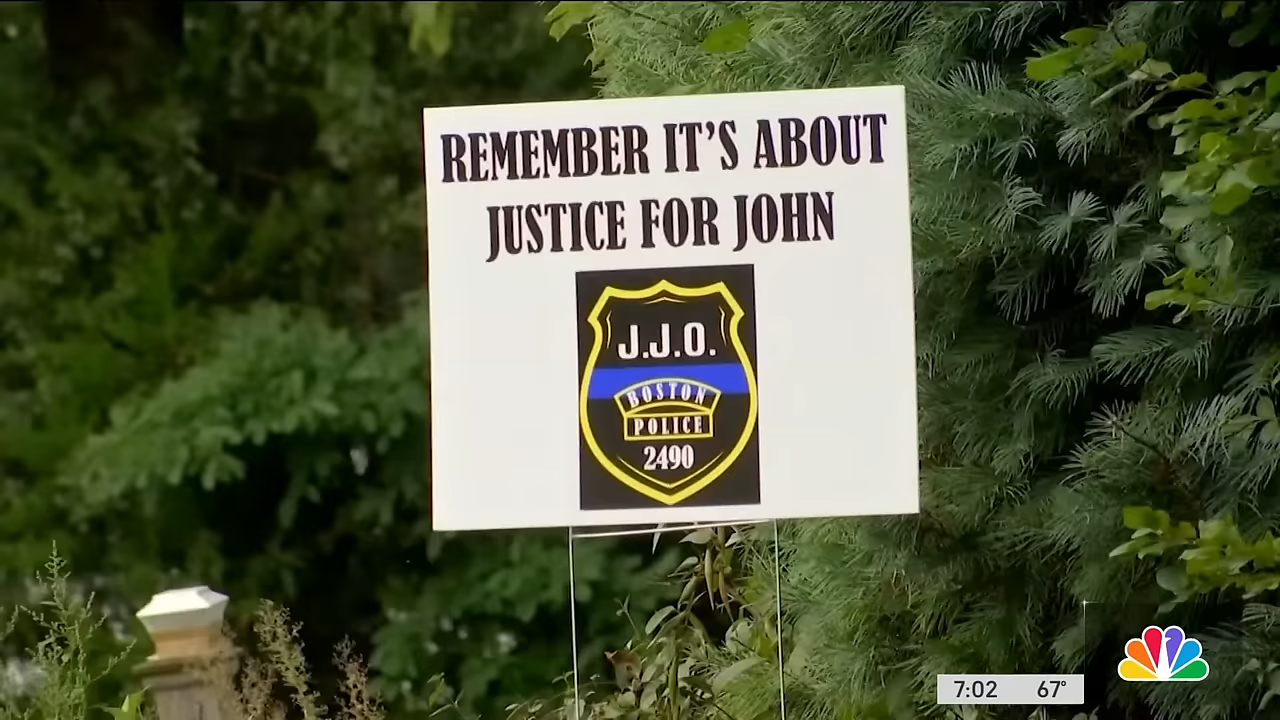 REMEMBER IT'S ABOUT
JUSTICE FOR JOHN
J.J.O.
BOSTON
POLICE
2490
7:02 67°